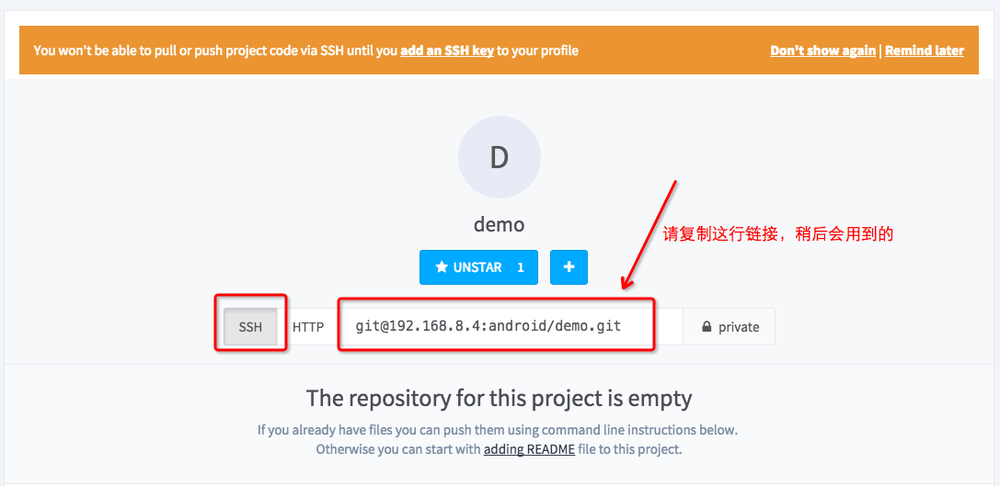 You won't be able to pull or push project code via SSH until you add an SSH key to your profile Don't show again | Remind later
D
demo
请复制这行链接，稍后会用到的
UNSTAR 1 +
SSH HTTP git@192.168.8.4:android/demo.git private
The repository for this project is empty
If you already have files you can push them using command line instructions below.
Otherwise you can start with adding README file to this project.